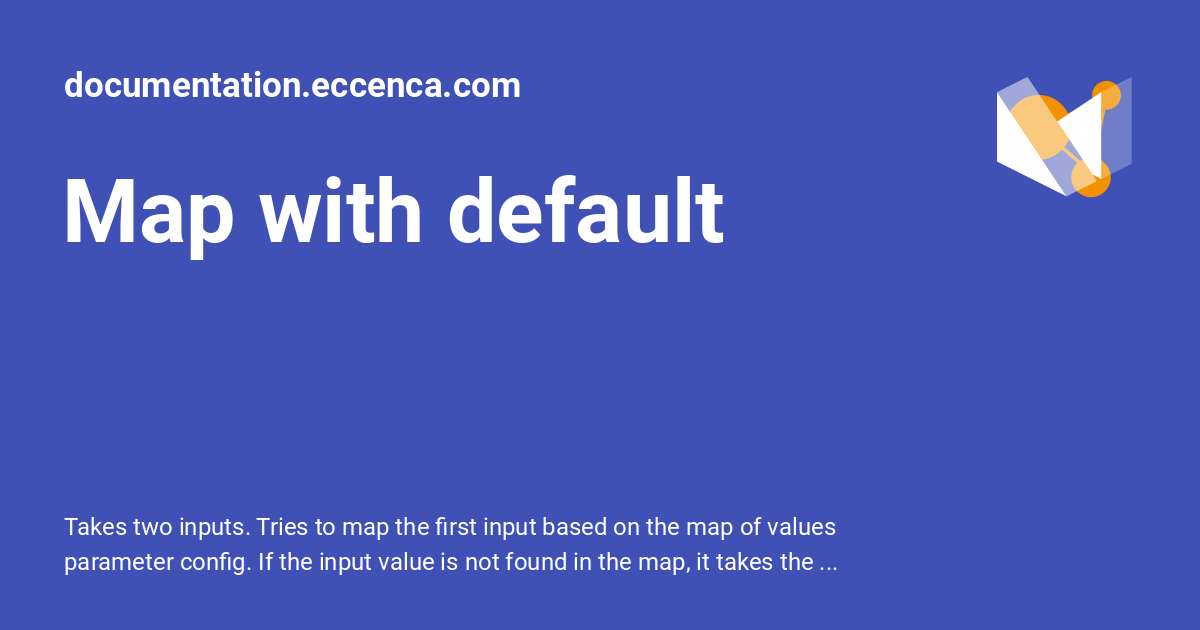 documentation.eccenca.com
Map with default
Takes two inputs. Tries to map the first input based on the map of values
parameter config. If the input value is not found in the map, it takes the ...